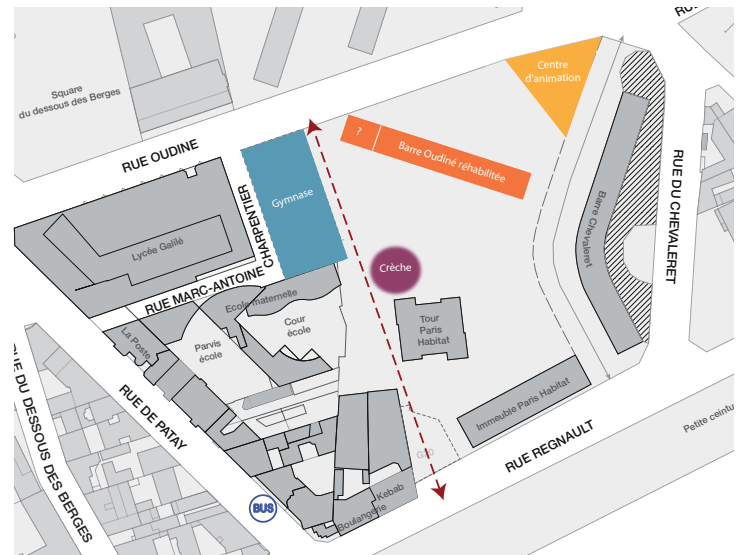 RU
Centre
d'animation
Square
du dessous des Berges
?
Barre Oudiné réhabilitée
RUE OUDINE
RUE DU CHEVALERET
Gymnase
CHARPENTIER
Barre Chevaleret
Lycée Galilé
Crèche
RUE MARC-ANTOINE
Ecole maternelle
Cour
école
Tour
Paris
Habitat
La Poste
Parvis
école
RUE DU DESSOUS DES BERGES
RUE DE PATAY
Immeuble Paris Habitat
Petite ceintu
RUE REGNAULT
G20
Kebab
BUS
Boulangerie